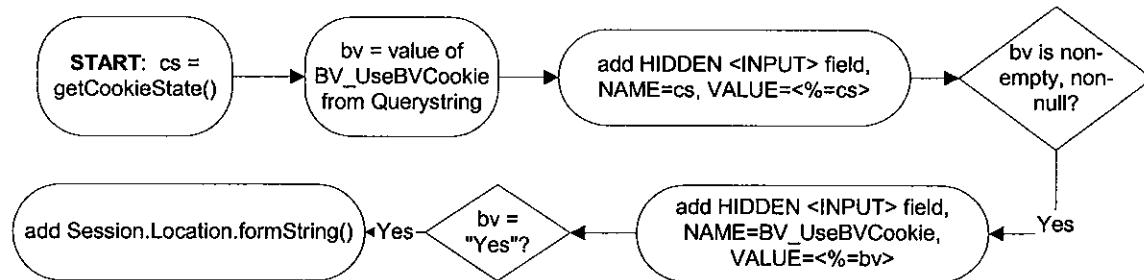 START: cs =
getCookieState()
bv = value of
BV_UseBVCookie
from Querystring
add HIDDEN <INPUT> field,
NAME=cs, VALUE=<%=cs>
bv is non-
empty, non-
null?
Yes
add HIDDEN <INPUT> field,
NAME=BV_UseBVCookie,
VALUE=<%=bv>
bv =
"Yes"?
Yes
add Session.Location.formString()